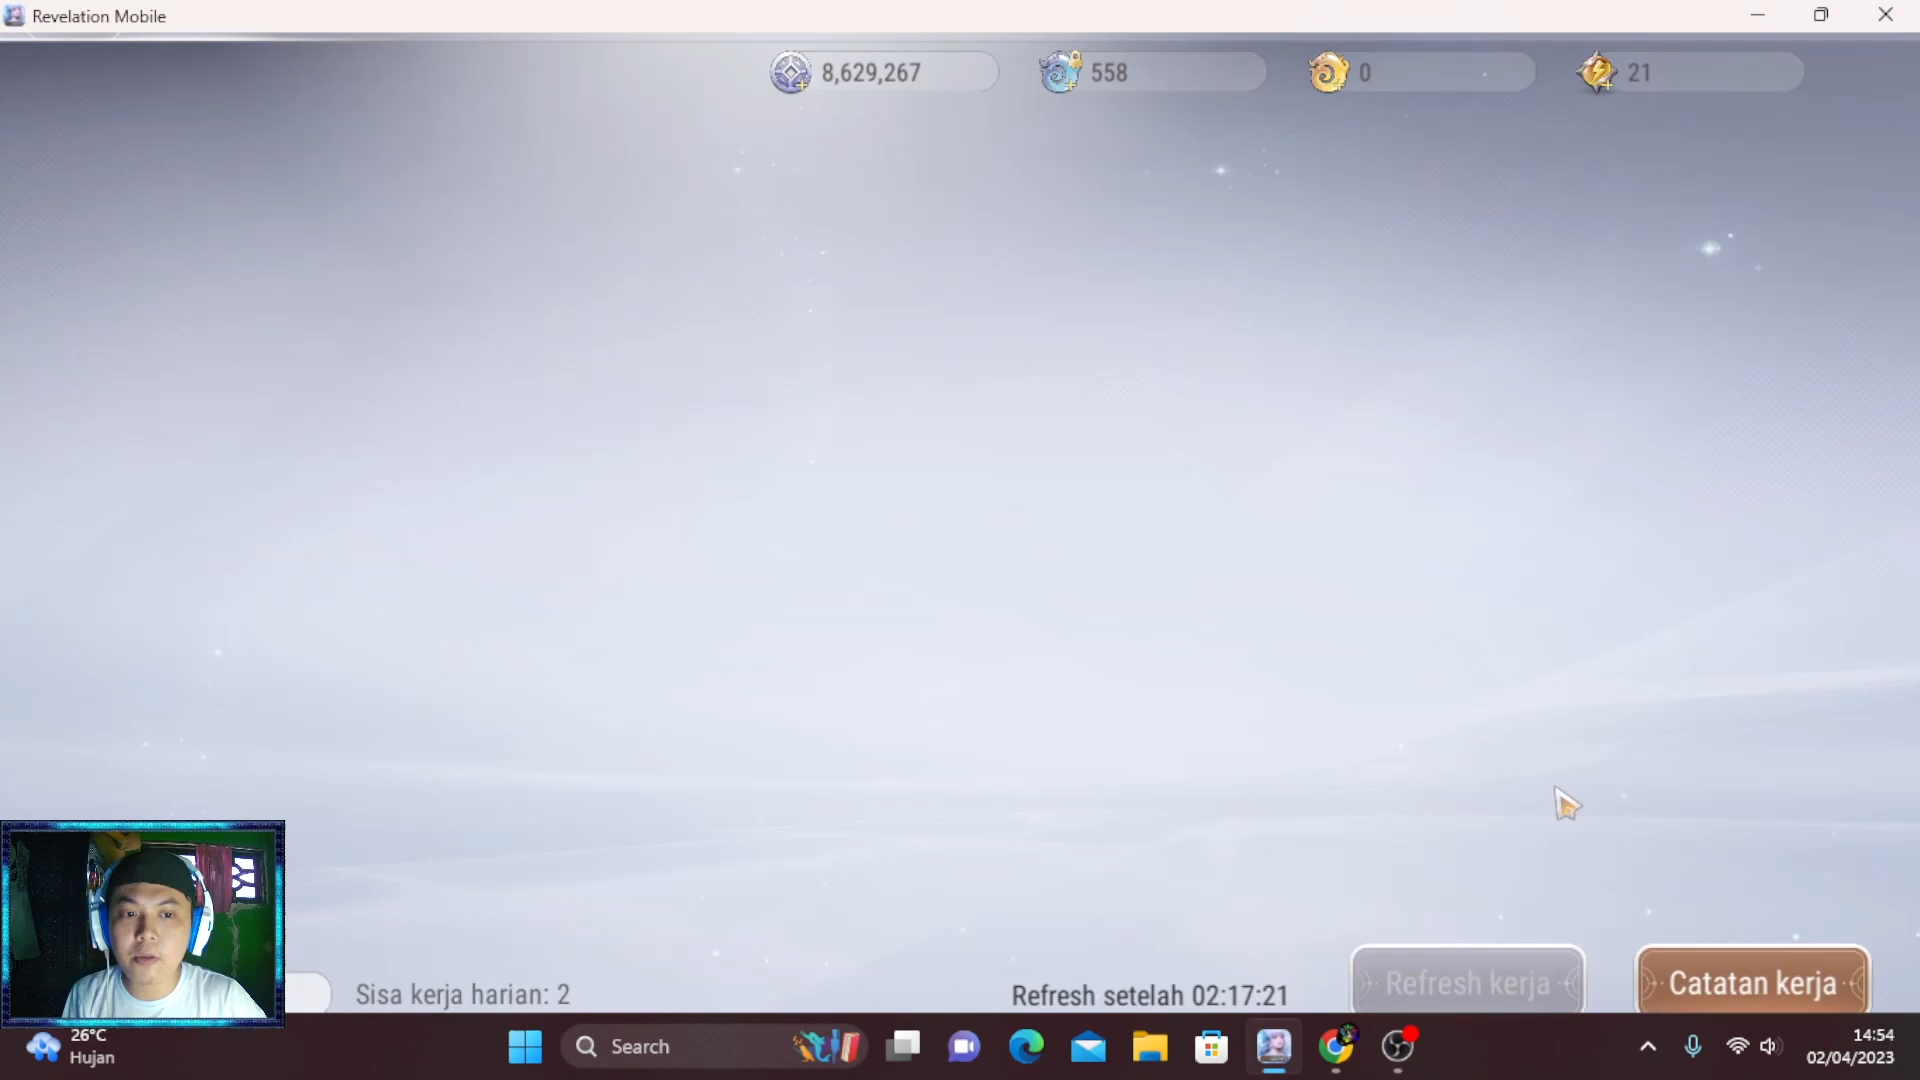 Revelation Mobile
8,629,267
558
0
21
Sisa kerja harian: 2
Refresh setelah 02:17:21
Refresh kerja
Catatan kerja
26°C
Hujan
Search
14:54
02/04/2023